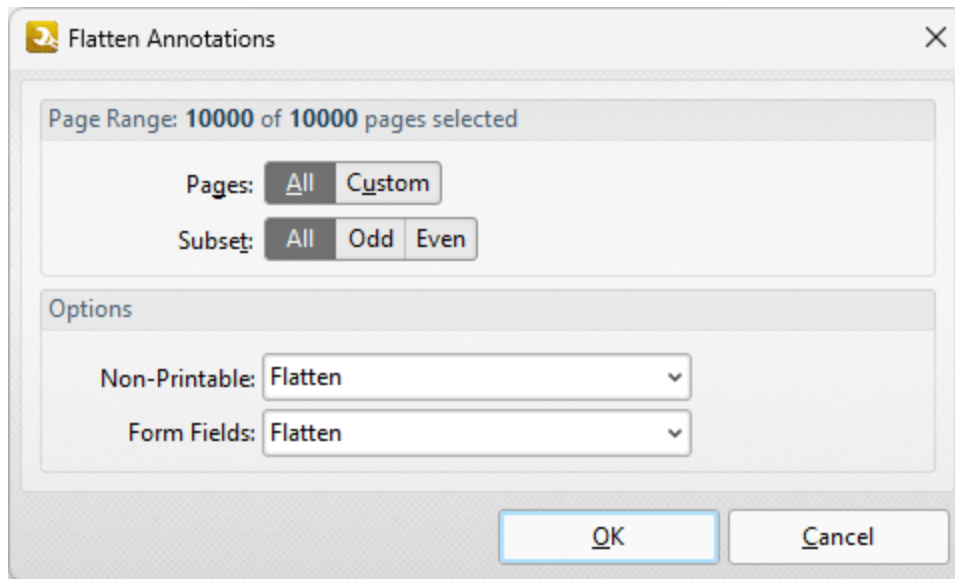 Flatten Annotations
Page Range: 10000 of 10000 pages selected
Pages: All Custom
Subset: All Odd Even
Options
Non-Printable: Flatten
Form Fields: Flatten
OK Cancel